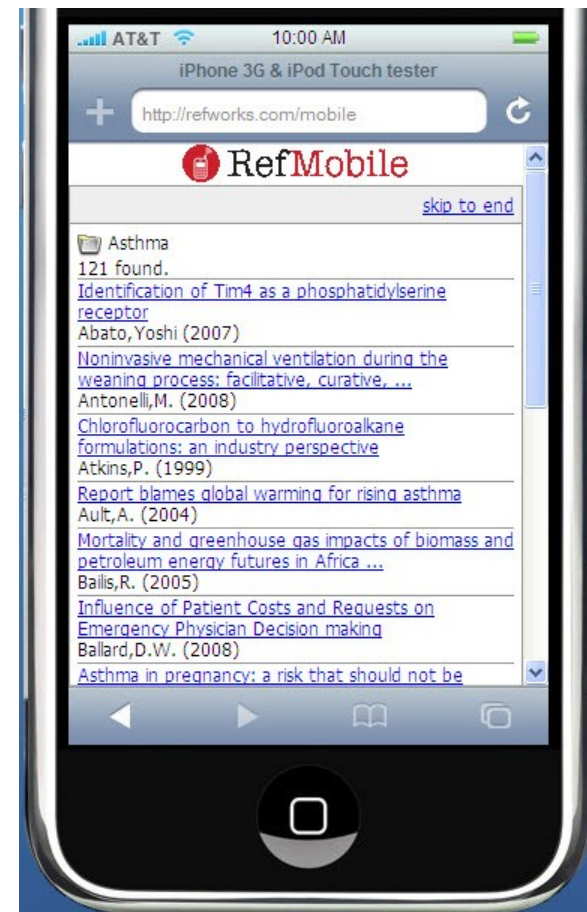 AT&T 10:00 AM
iPhone 3G & iPod Touch tester
http://refworks.com/mobile
RefMobile
skip to end
Asthma
121 found.
Identification of Tim4 as a phosphatidylserine
receptor
Abato,Yoshi (2007)
Noninvasive mechanical ventilation during the
weaning process: facilitative, curative, ...
Antonelli,M. (2008)
Chlorofluorocarbon to hydrofluoroalkane
formulations: an industry perspective
Atkins,P. (1999)
Report blames global warming for rising asthma
Ault,A. (2004)
Mortality and greenhouse gas impacts of biomass and
petroleum energy futures in Africa ...
Bailis,R. (2005)
Influence of Patient Costs and Requests on
Emergency Physician Decision making
Ballard,D.W. (2008)
Asthma in pregnancy: a risk that should not be